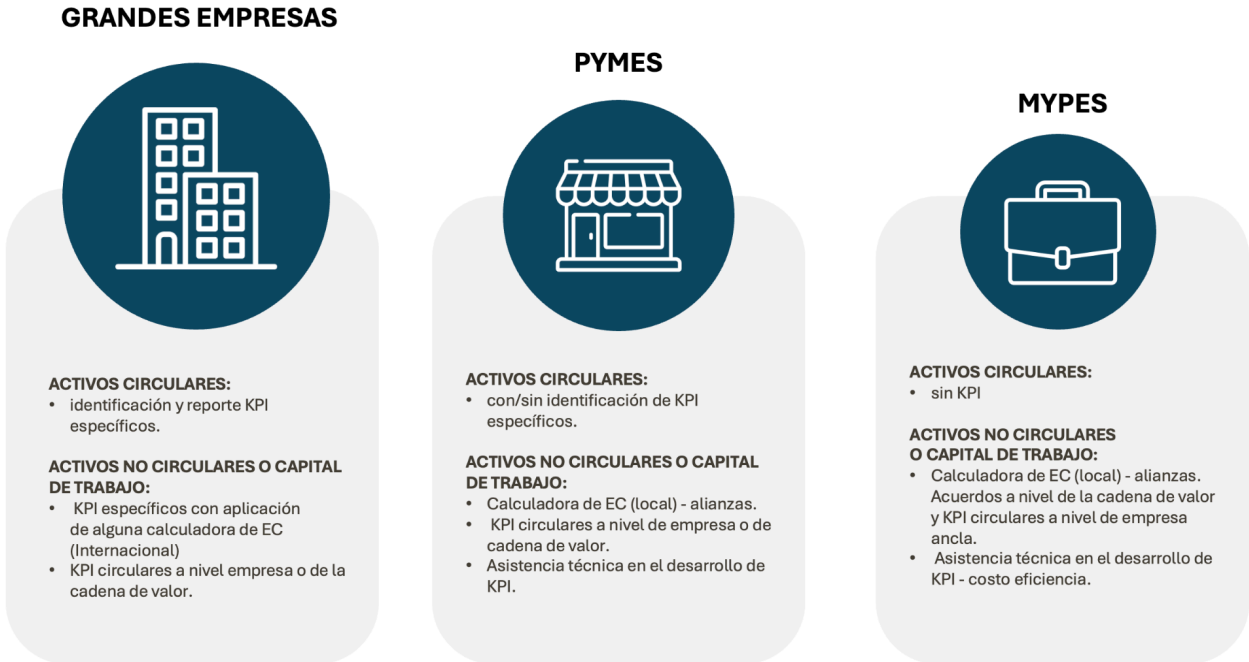 GRANDES EMPRESAS
ACTIVOS CIRCULARES:
• identificación y reporte KPI
específicos.
ACTIVOS NO CIRCULARES O CAPITAL
DE TRABAJO:
• KPI específicos con aplicación
de alguna calculadora de EC
(Internacional)
• KPI circulares a nivel empresa o de la
cadena de valor.
PYMES
ACTIVOS CIRCULARES:
• con/sin identificación de KPI
específicos.
ACTIVOS NO CIRCULARES O CAPITAL
DE TRABAJO:
• Calculadora de EC (local) - alianzas.
• KPI circulares a nivel de empresa o de
cadena de valor.
• Asistencia técnica en el desarrollo de
KPI.
MYPES
ACTIVOS CIRCULARES:
• sin KPI
ACTIVOS NO CIRCULARES
O CAPITAL DE TRABAJO:
• Calculadora de EC (local) - alianzas.
Acuerdos a nivel de la cadena de valor
y KPI circulares a nivel de empresa
ancla.
• Asistencia técnica en el desarrollo de
KPI - costo eficiencia.